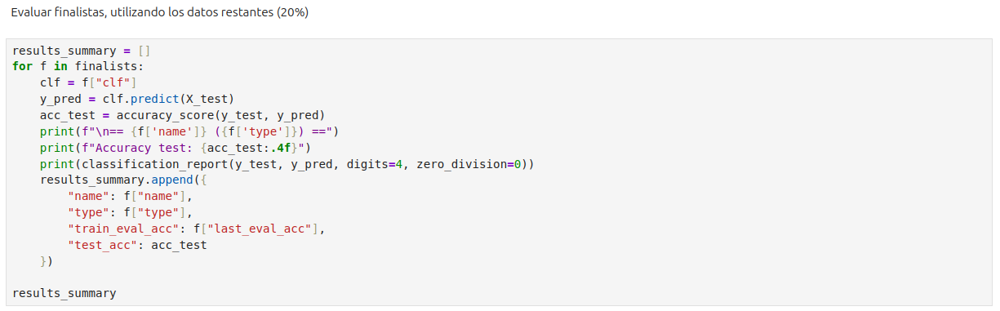 Evaluar finalistas, utilizando los datos restantes (20%)
results_summary = []
for f in finalists:
    clf = f["clf"]
    y_pred = clf.predict(X_test)
    acc_test = accuracy_score(y_test, y_pred)
    print(f"\n== {f['name']} ({f['type']}) ==")
    print(f"Accuracy test: {acc_test:.4f}")
    print(classification_report(y_test, y_pred, digits=4, zero_division=0))
    results_summary.append({
        "name": f["name"],
        "type": f["type"],
        "train_eval_acc": f["last_eval_acc"],
        "test_acc": acc_test
    })
results_summary